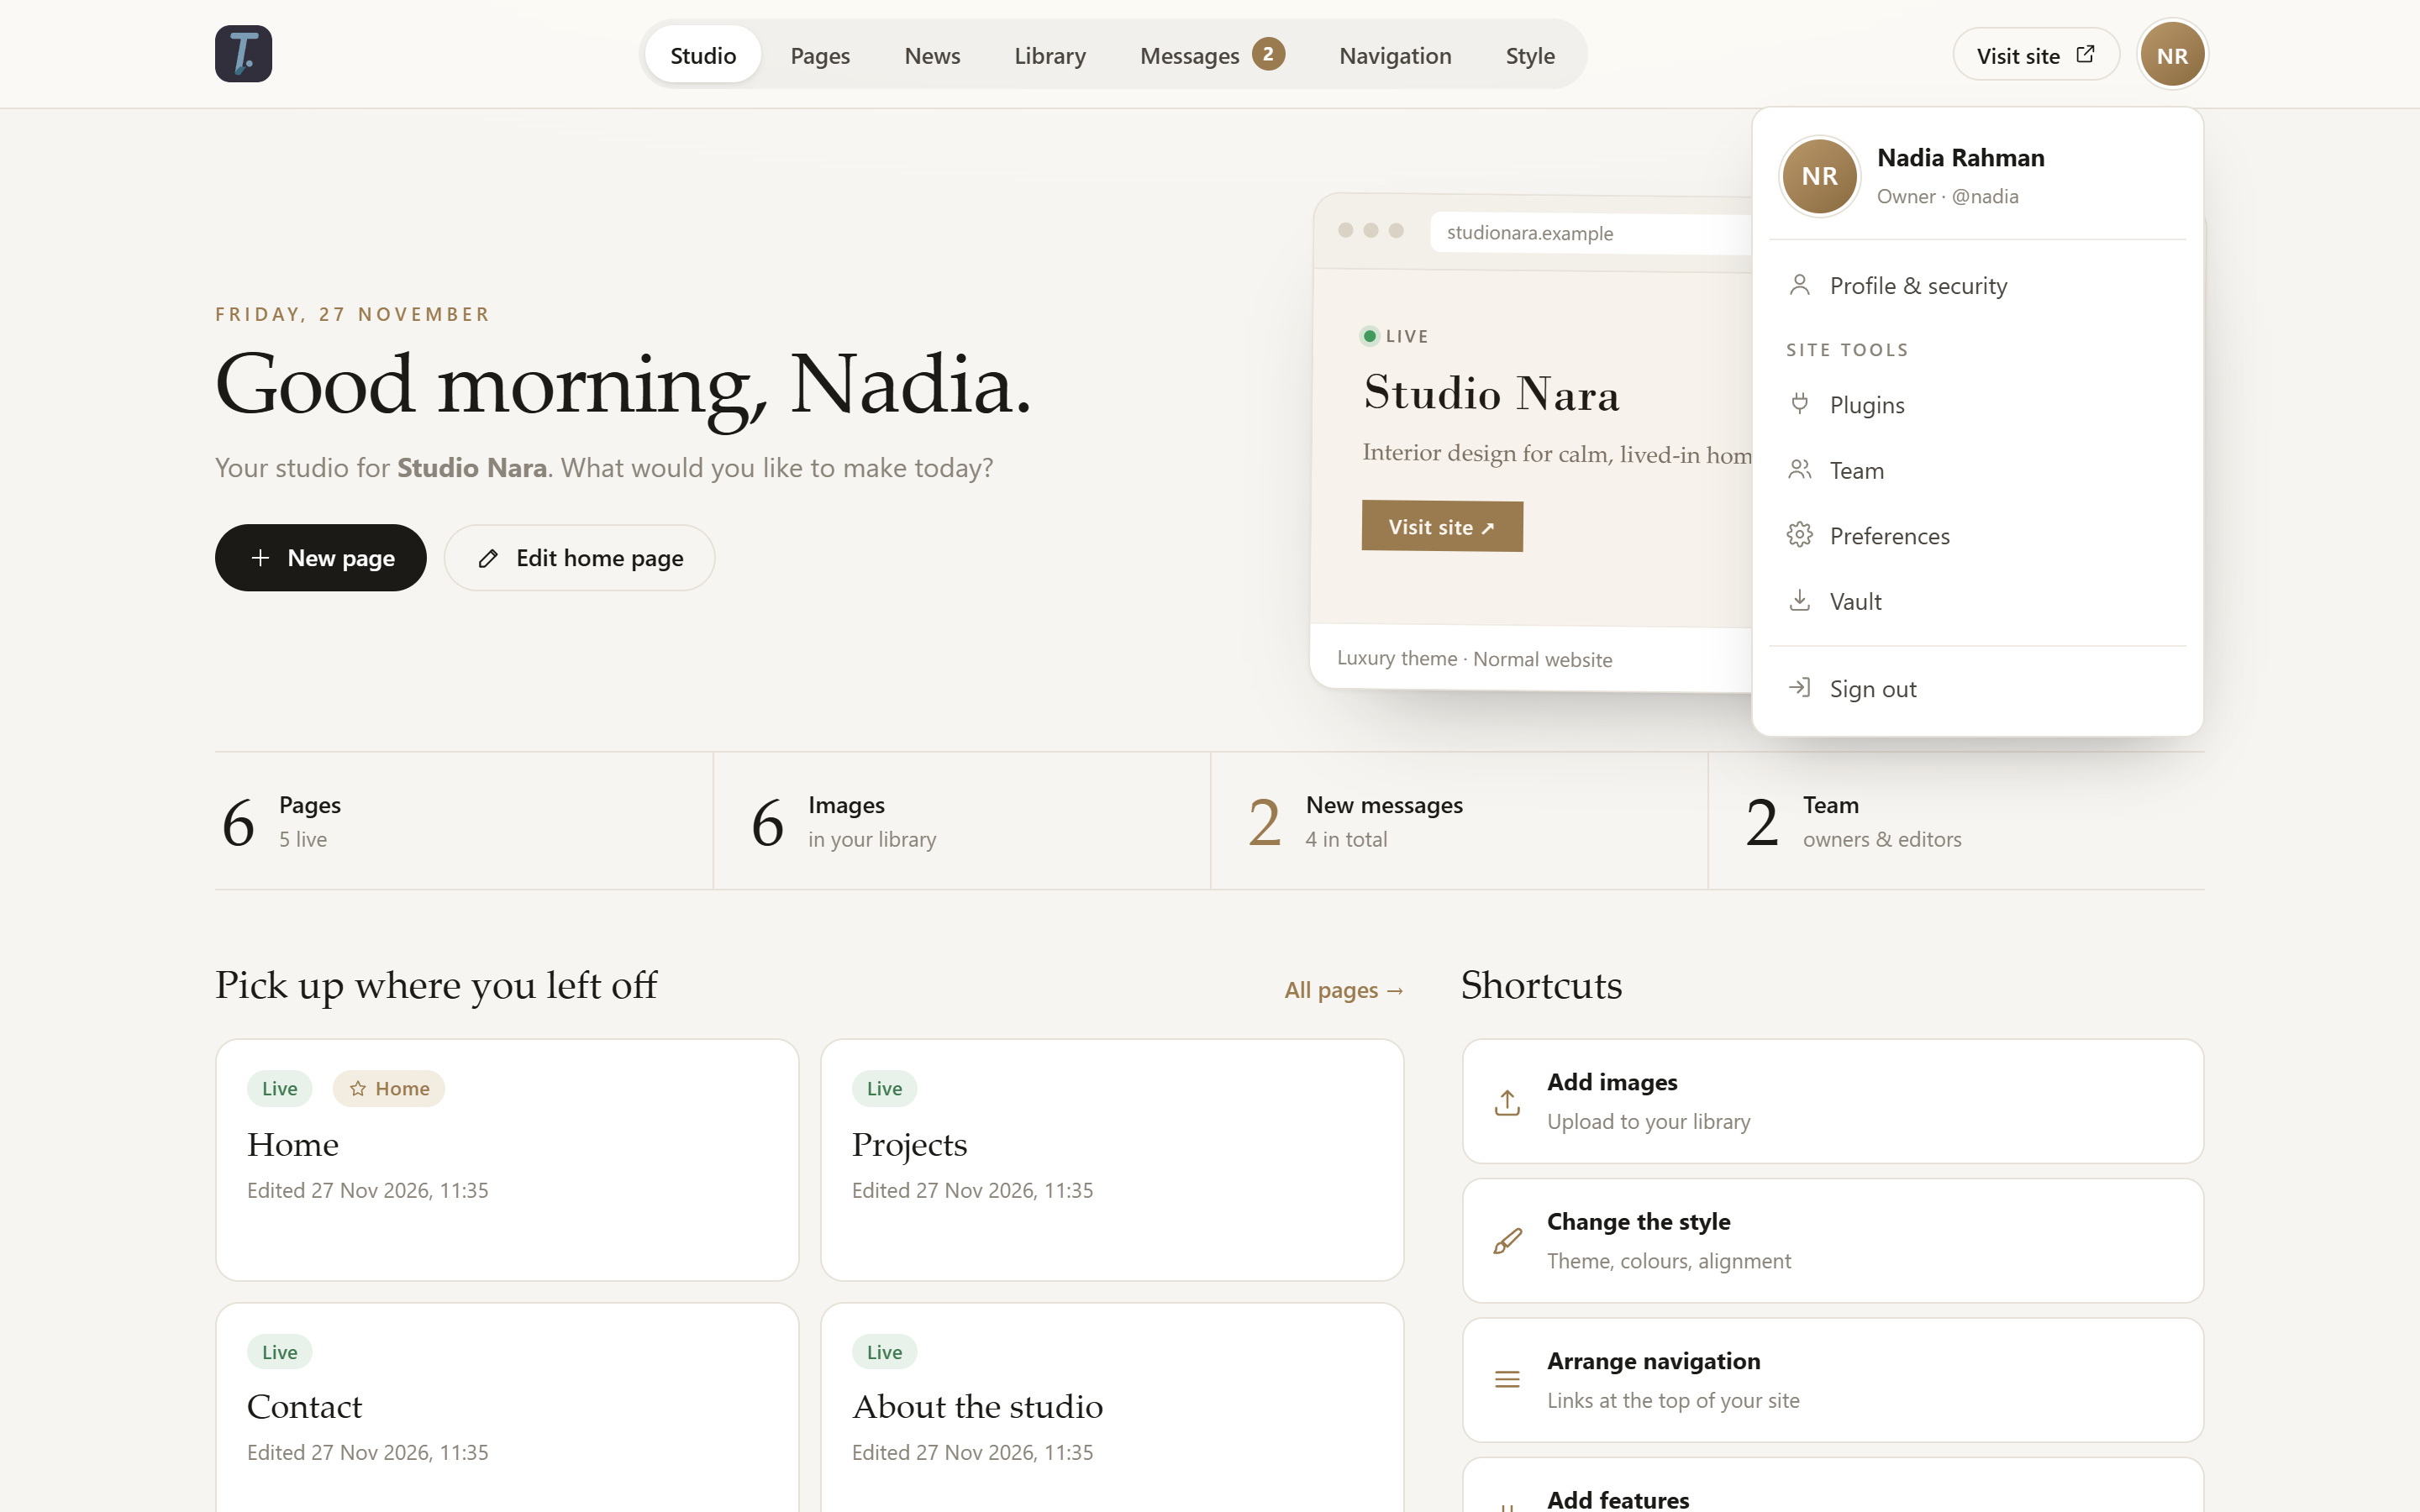 T.
Studio
Pages
News
Library
Messages 2
Navigation
Style
Visit site
NR
NR
Nadia Rahman
Owner · @nadia
Profile & security
SITE TOOLS
Plugins
Team
Preferences
Vault
Sign out
FRIDAY, 27 NOVEMBER
Good morning, Nadia.
Your studio for Studio Nara. What would you like to make today?
New page
Edit home page
studionara.example
LIVE
Studio Nara
Interior design for calm, lived-in hom
Visit site ↗
Luxury theme · Normal website
6
Pages
5 live
6
Images
in your library
2
New messages
4 in total
2
Team
owners & editors
Pick up where you left off
All pages →
Live
Home
Home
Edited 27 Nov 2026, 11:35
Live
Projects
Edited 27 Nov 2026, 11:35
Live
Contact
Edited 27 Nov 2026, 11:35
Live
About the studio
Edited 27 Nov 2026, 11:35
Shortcuts
Add images
Upload to your library
Change the style
Theme, colours, alignment
Arrange navigation
Links at the top of your site
Add features